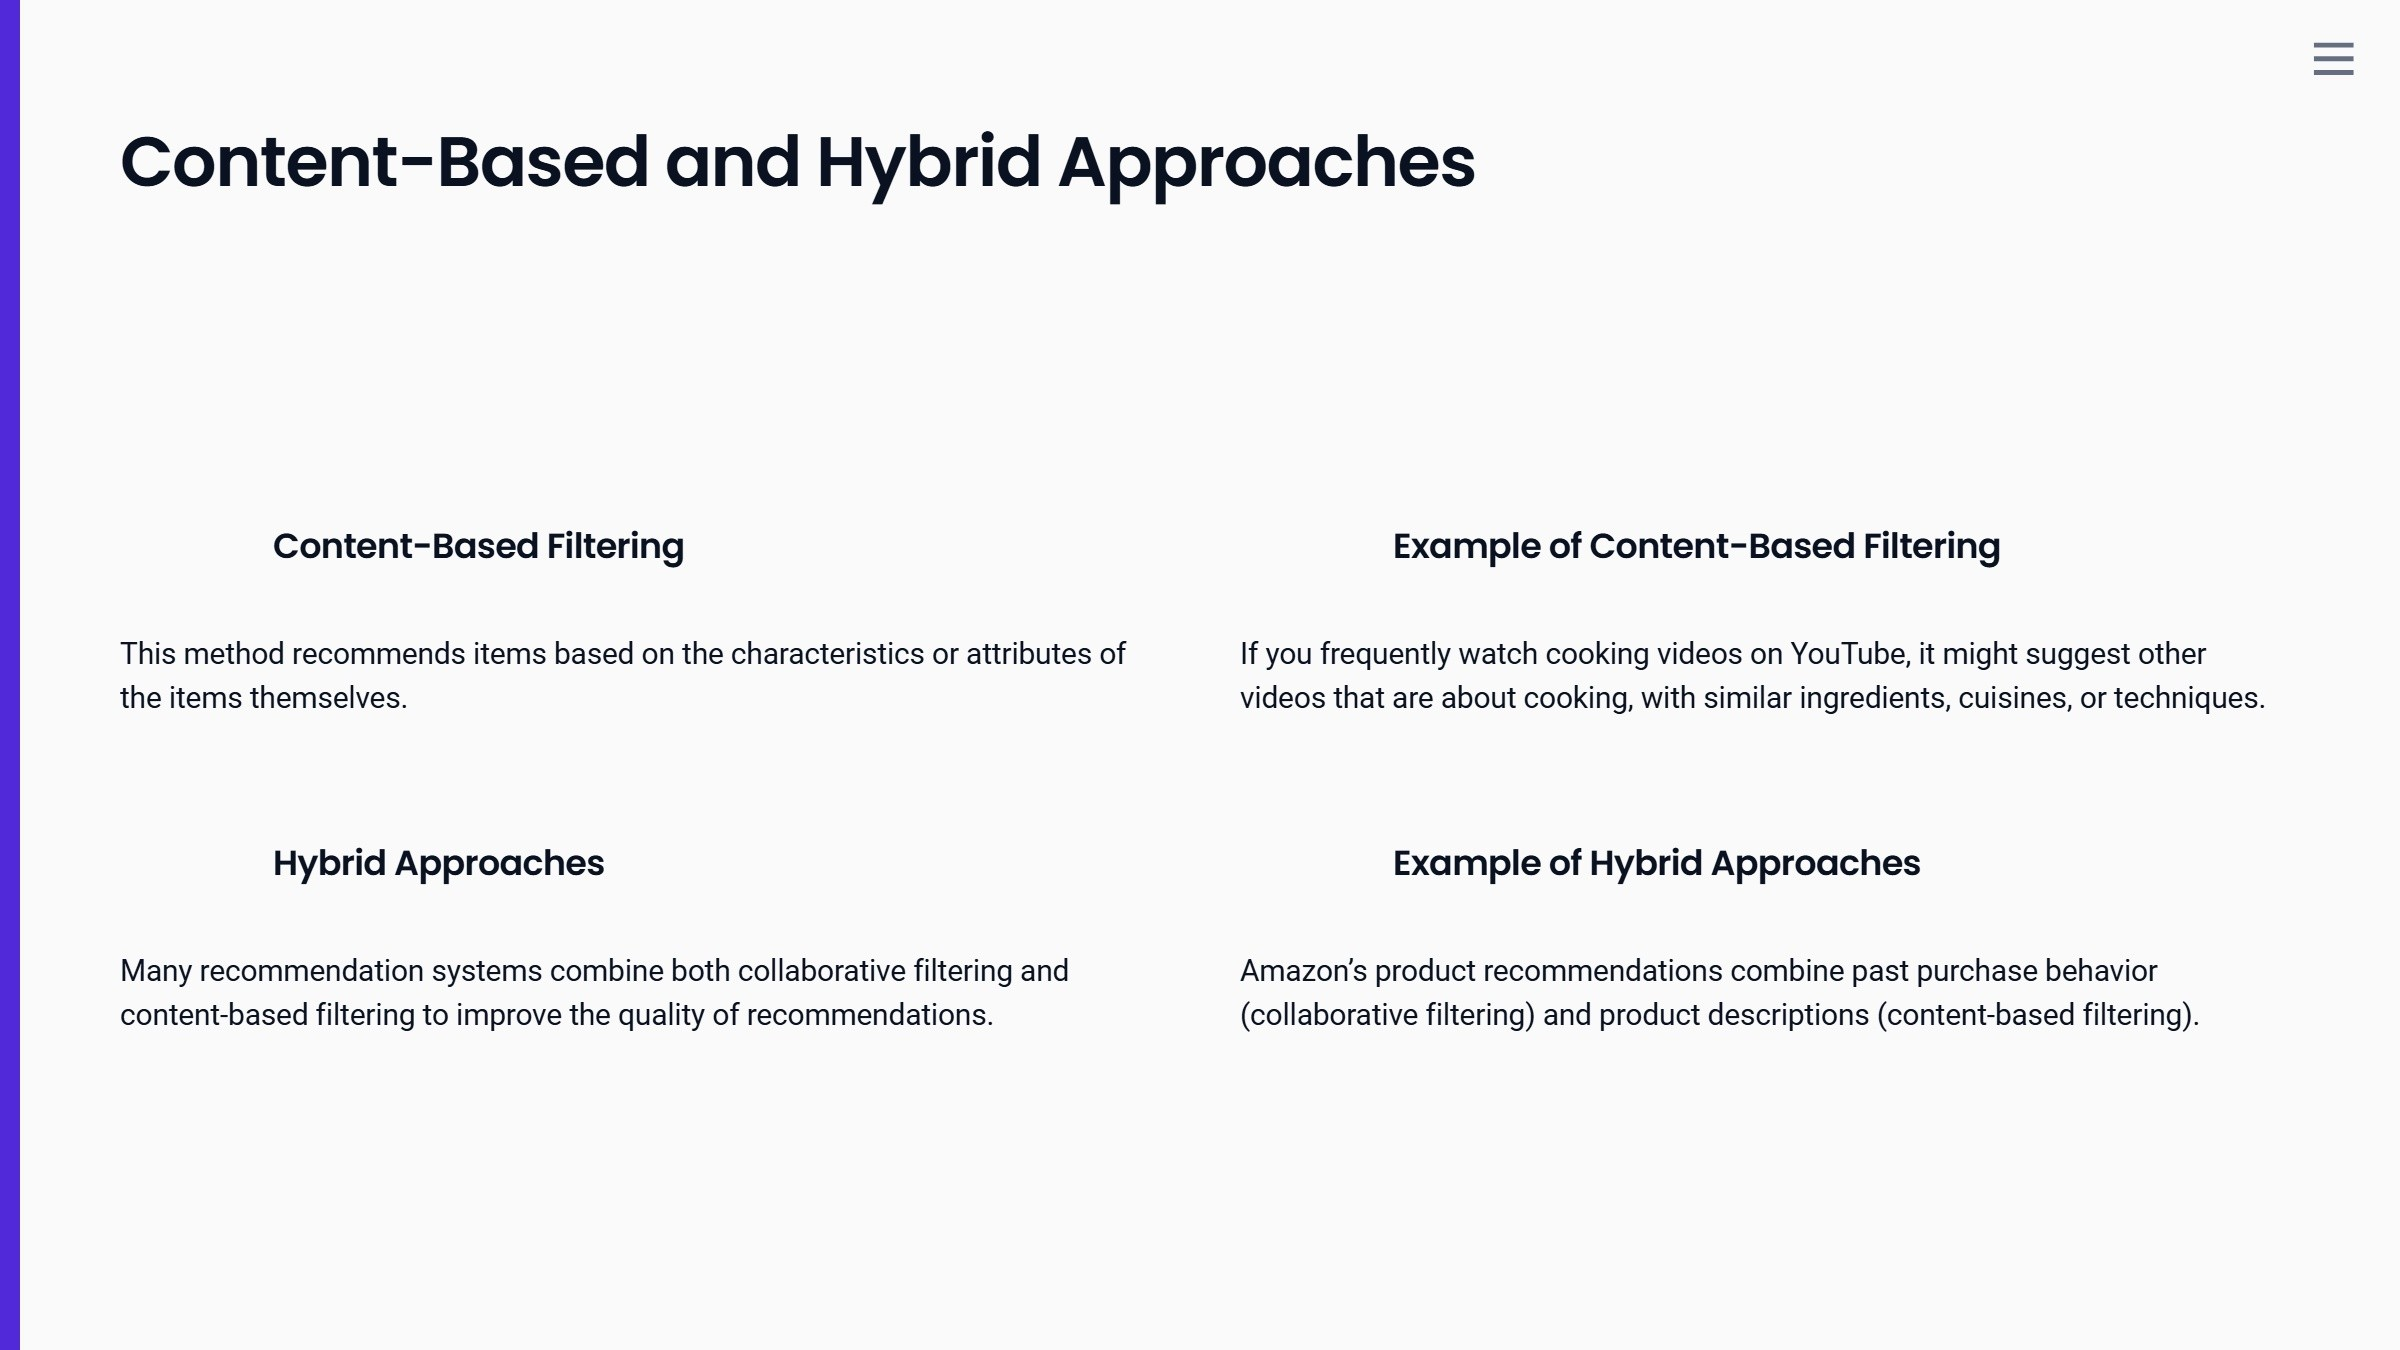 Content-Based and Hybrid Approaches
Content-Based Filtering
This method recommends items based on the characteristics or attributes of
the items themselves.
Example of Content-Based Filtering
If you frequently watch cooking videos on YouTube, it might suggest other
videos that are about cooking, with similar ingredients, cuisines, or techniques.
Hybrid Approaches
Many recommendation systems combine both collaborative filtering and
content-based filtering to improve the quality of recommendations.
Example of Hybrid Approaches
Amazon’s product recommendations combine past purchase behavior
(collaborative filtering) and product descriptions (content-based filtering).